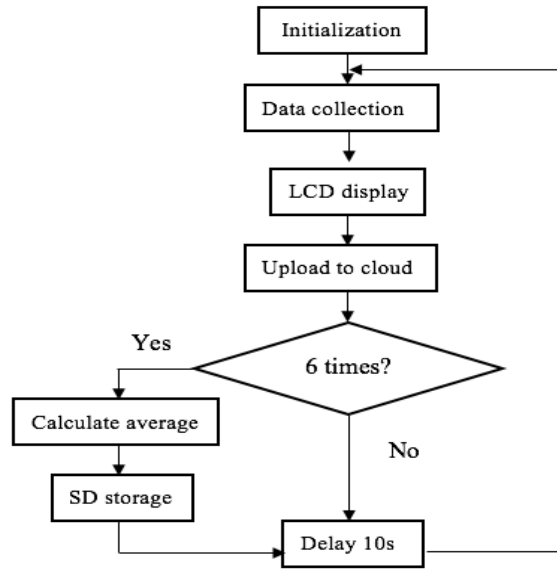 Initialization
Data collection
LCD display
Upload to cloud
Yes
6 times?
Calculate average
No
SD storage
Delay 10s